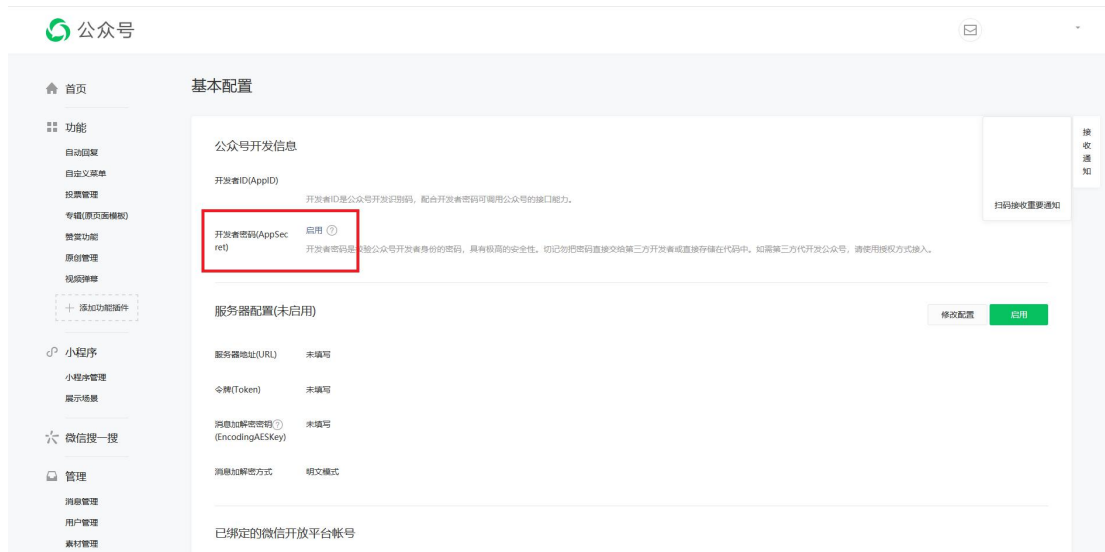 公众号
首页
功能
自动回复
自定义菜单
投票管理
专辑(原页面模板)
赞赏功能
原创管理
视频弹幕
添加功能插件
小程序
小程序管理
展示场景
微信搜一搜
管理
消息管理
用户管理
素材管理
基本配置
公众号开发信息
开发者ID(AppID)
开发者ID是公众号开发识别码，配合开发者密码可调用公众号的接口能力。
开发者密码(AppSec
ret)
启用 ?
开发者密码是校验公众号开发者身份的密码，具有极高的安全性。切记勿把密码直接交给第三方开发者或直接存储在代码中。如需第三方代开发公众号，请使用授权方式接入。
服务器配置(未启用)
修改配置 启用
服务器地址(URL) 未填写
令牌(Token) 未填写
消息加解密密钥? 未填写
(EncodingAESKey)
消息加解密方式 明文模式
已绑定的微信开放平台帐号
扫码接收重要通知
接
收
通
知